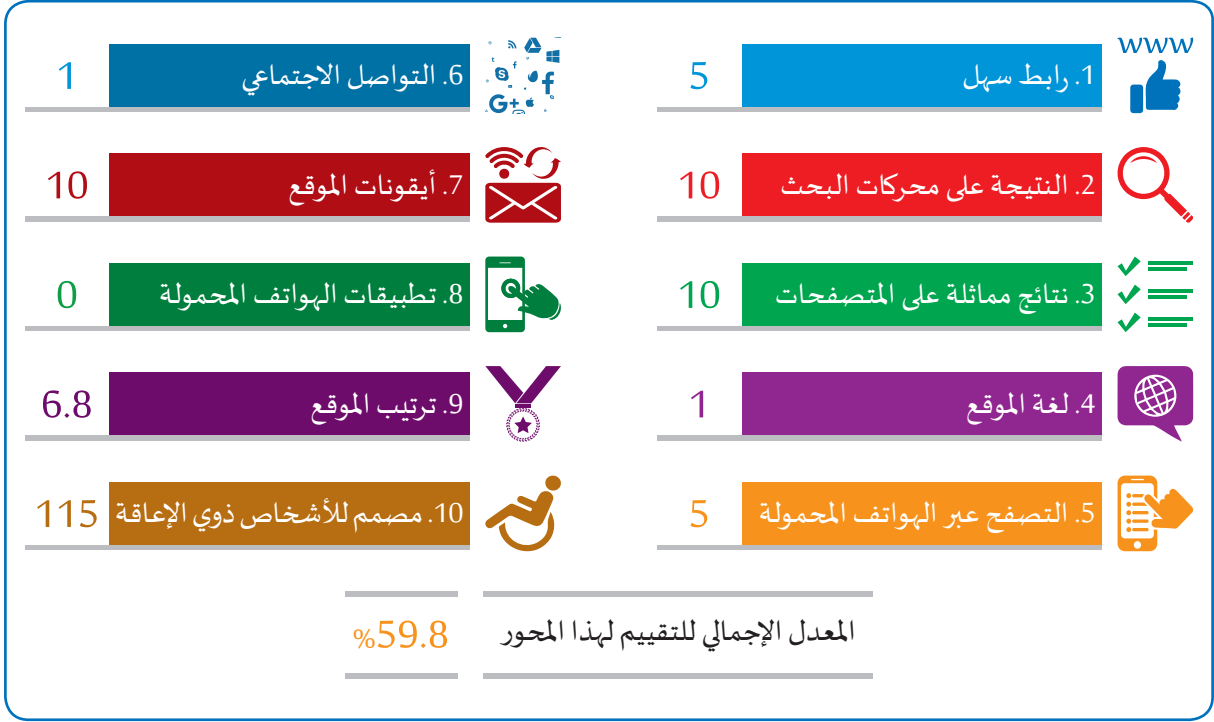 WWW
1. رابط سهل
5
2. النتيجة على محركات البحث
10
3. نتائج مماثلة على المتصفحات
10
4. لغة الموقع
1
5. التصفح عبر الهواتف المحمولة
5
6. التواصل الاجتماعي
1
7. أيقونات الموقع
10
8. تطبيقات الهواتف المحمولة
0
9. ترتيب الموقع
6.8
10. مصمم للأشخاص ذوي الإعاقة
115
المعدل الإجمالي للتقييم لهذا المحور
%59.8